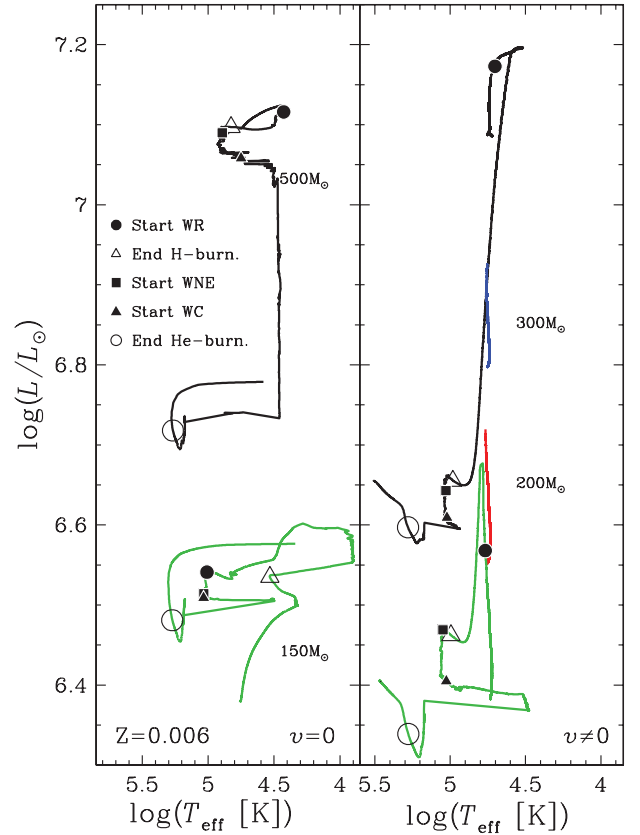 log(L/L⊙)
7.2
7
6.8
6.6
6.4
500M⊙
● Start WR
△ End H-burn.
■ Start WNE
▲ Start WC
○ End He-burn.
150M⊙
Z=0.006
v=0
300M⊙
200M⊙
v≠0
5.5 5 4.5 4
5.5 5 4.5 4
log(Teff [K])
log(Teff [K])